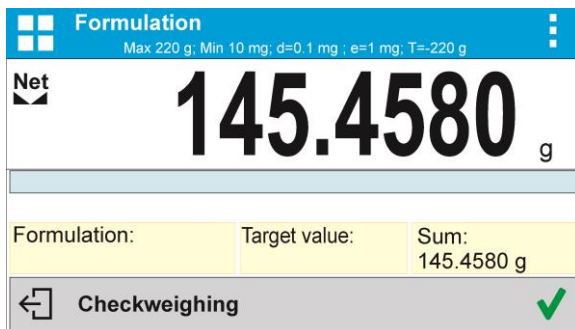 Formulation
Max 220 g; Min 10 mg; d=0.1 mg ; e=1 mg; T=-220 g
Net
145.4580 g
Formulation:
Target value:
Sum:
145.4580 g
Checkweighing